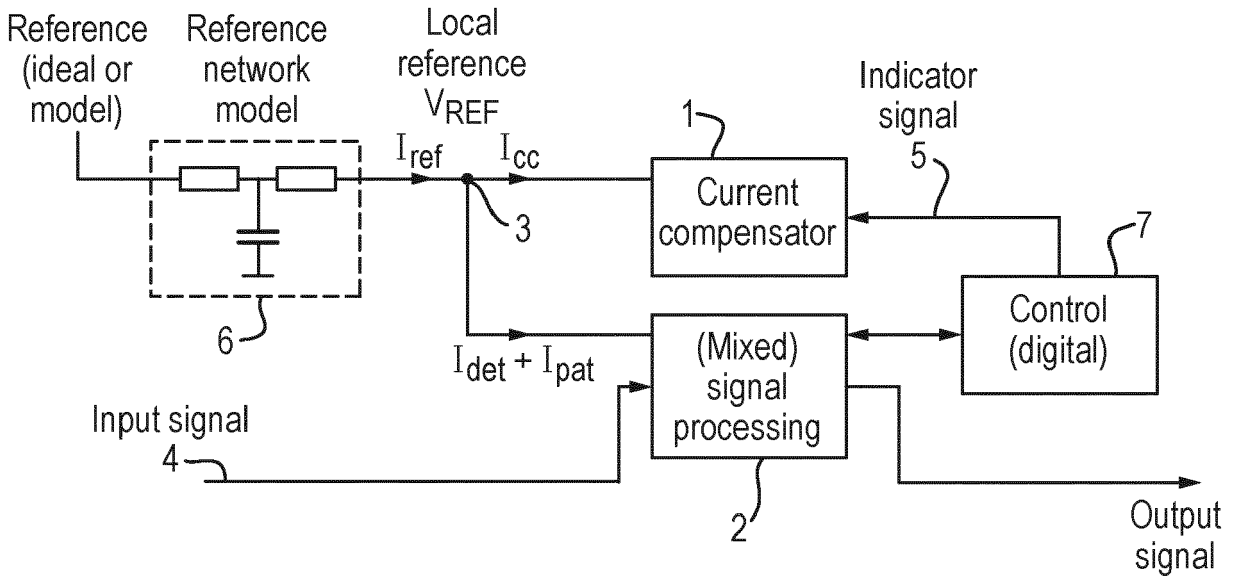 Reference
(ideal or
model)
Reference
network
model
Local
reference
VREF
Iref
Icc
3
6
1
Current
compensator
Indicator
signal
5
7
Control
(digital)
Idet + Ipat
(Mixed)
signal
processing
2
Input signal
4
Output
signal